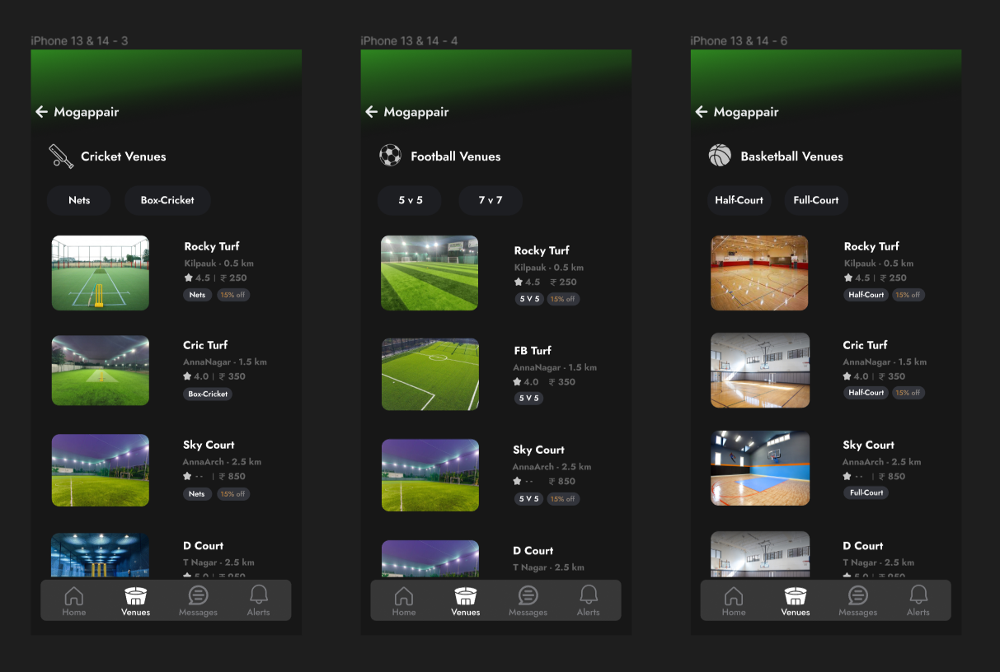 iPhone 13 & 14 - 3
Mogappair
Cricket Venues
Nets
Box-Cricket
Rocky Turf
Kilpauk - 0.5 km
4.5 | ₹ 250
Nets
15% off
Cric Turf
AnnaNagar - 1.5 km
4.0 | ₹ 350
Box-Cricket
Sky Court
AnnaArch - 2.5 km
-- | ₹ 850
Nets
15% off
D Court
T Nagar - 2.5 km
Home
Venues
Messages
Alerts
iPhone 13 & 14 - 4
Mogappair
Football Venues
5 v 5
7 v 7
Rocky Turf
Kilpauk - 0.5 km
4.5 ₹ 250
5 V 5
15% off
FB Turf
AnnaNagar - 1.5 km
4.0 ₹ 350
5 V 5
Sky Court
AnnaArch - 2.5 km
-- ₹ 850
5 V 5
15% off
D Court
T Nagar - 2.5 km
Home
Venues
Messages
Alerts
iPhone 13 & 14 - 6
Mogappair
Basketball Venues
Half-Court
Full-Court
Rocky Turf
Kilpauk - 0.5 km
4.5 | ₹ 250
Half-Court
15% off
Cric Turf
AnnaNagar - 1.5 km
4.0 | ₹ 350
Half-Court
15% off
Sky Court
AnnaArch - 2.5 km
-- | ₹ 850
Full-Court
D Court
T Nagar - 2.5 km
Home
Venues
Messages
Alerts